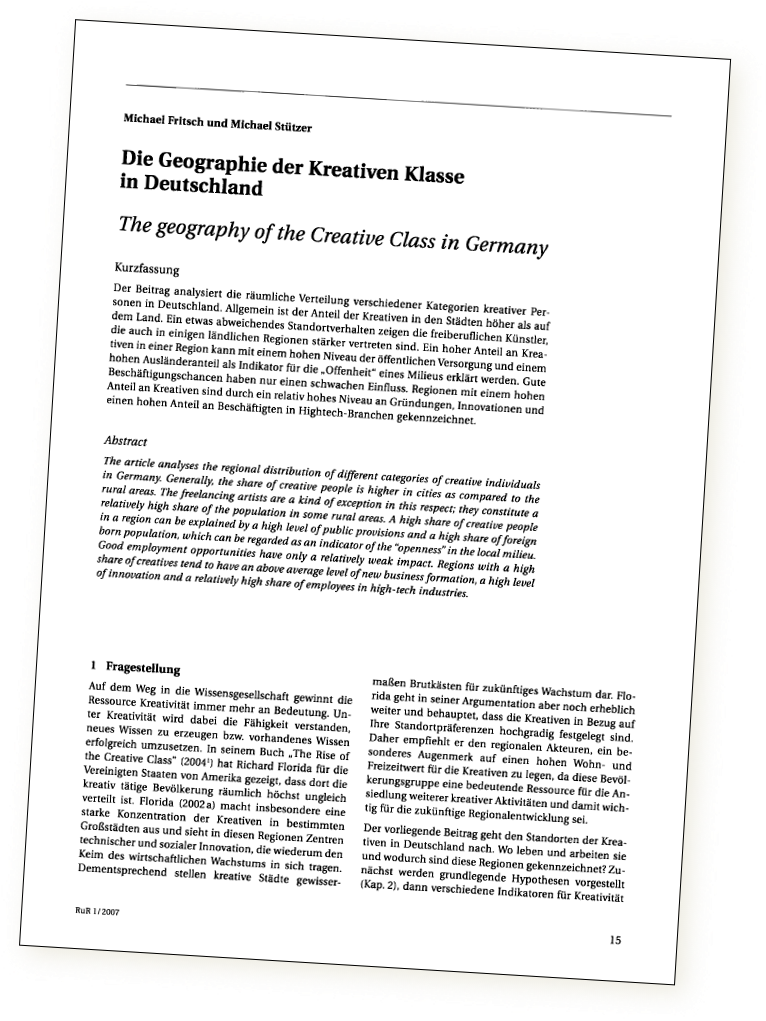 Michael Fritsch und Michael Stützer
Die Geographie der Kreativen Klasse
in Deutschland
The geography of the Creative Class in Germany
Kurzfassung
Der Beitrag analysiert die räumliche Verteilung verschiedener Kategorien kreativer Per-
sonen in Deutschland. Allgemein ist der Anteil der Kreativen in den Städten höher als auf
dem Land. Ein etwas abweichendes Standortverhalten zeigen die freiberuflichen Künstler,
die auch in einigen ländlichen Regionen stärker vertreten sind. Ein hoher Anteil an Krea-
tiven in einer Region kann mit einem hohen Niveau der öffentlichen Versorgung und einem
hohen Ausländeranteil als Indikator für die „Offenheit“ eines Milieus erklärt werden. Gute
Beschäftigungschancen haben nur einen schwachen Einfluss. Regionen mit einem hohen
Anteil an Kreativen sind durch ein relativ hohes Niveau an Gründungen, Innovationen und
einen hohen Anteil an Beschäftigten in Hightech-Branchen gekennzeichnet.
Abstract
The article analyses the regional distribution of different categories of creative individuals
in Germany. Generally, the share of creative people is higher in cities as compared to the
rural areas. The freelancing artists are a kind of exception in this respect; they constitute a
relatively high share of the population in some rural areas. A high share of creative people
in a region can be explained by a high level of public provisions and a high share of foreign
born population, which can be regarded as an indicator of the "openness" in the local milieu.
Good employment opportunities have only a relatively weak impact. Regions with a high
share of creatives tend to have an above average level of new business formation, a high level
of innovation and a relatively high share of employees in high-tech industries.
1 Fragestellung
Auf dem Weg in die Wissensgesellschaft gewinnt die
Ressource Kreativität immer mehr an Bedeutung. Un-
ter Kreativität wird dabei die Fähigkeit verstanden,
neues Wissen zu erzeugen bzw. vorhandenes Wissen
erfolgreich umzusetzen. In seinem Buch „The Rise of
the Creative Class“ (2004¹) hat Richard Florida für die
Vereinigten Staaten von Amerika gezeigt, dass dort die
kreativ tätige Bevölkerung räumlich höchst ungleich
verteilt ist. Florida (2002a) macht insbesondere eine
starke Konzentration der Kreativen in bestimmten
Großstädten aus und sieht in diesen Regionen Zentren
technischer und sozialer Innovation, die wiederum den
Keim des wirtschaftlichen Wachstums in sich tragen.
Dementsprechend stellen kreative Städte gewisser-
maßen Brutkästen für zukünftiges Wachstum dar. Flo-
rida geht in seiner Argumentation aber noch erheblich
weiter und behauptet, dass die Kreativen in Bezug auf
Ihre Standortpräferenzen hochgradig festgelegt sind.
Daher empfiehlt er den regionalen Akteuren, ein be-
sonderes Augenmerk auf einen hohen Wohn- und
Freizeitwert für die Kreativen zu legen, da diese Bevöl-
kerungsgruppe eine bedeutende Ressource für die An-
siedlung weiterer kreativer Aktivitäten und damit wich-
tig für die zukünftige Regionalentwicklung sei.
Der vorliegende Beitrag geht den Standorten der Krea-
tiven in Deutschland nach. Wo leben und arbeiten sie
und wodurch sind diese Regionen gekennzeichnet? Zu-
nächst werden grundlegende Hypothesen vorgestellt
(Kap. 2), dann verschiedene Indikatoren für Kreativität
RuR 1/2007
15